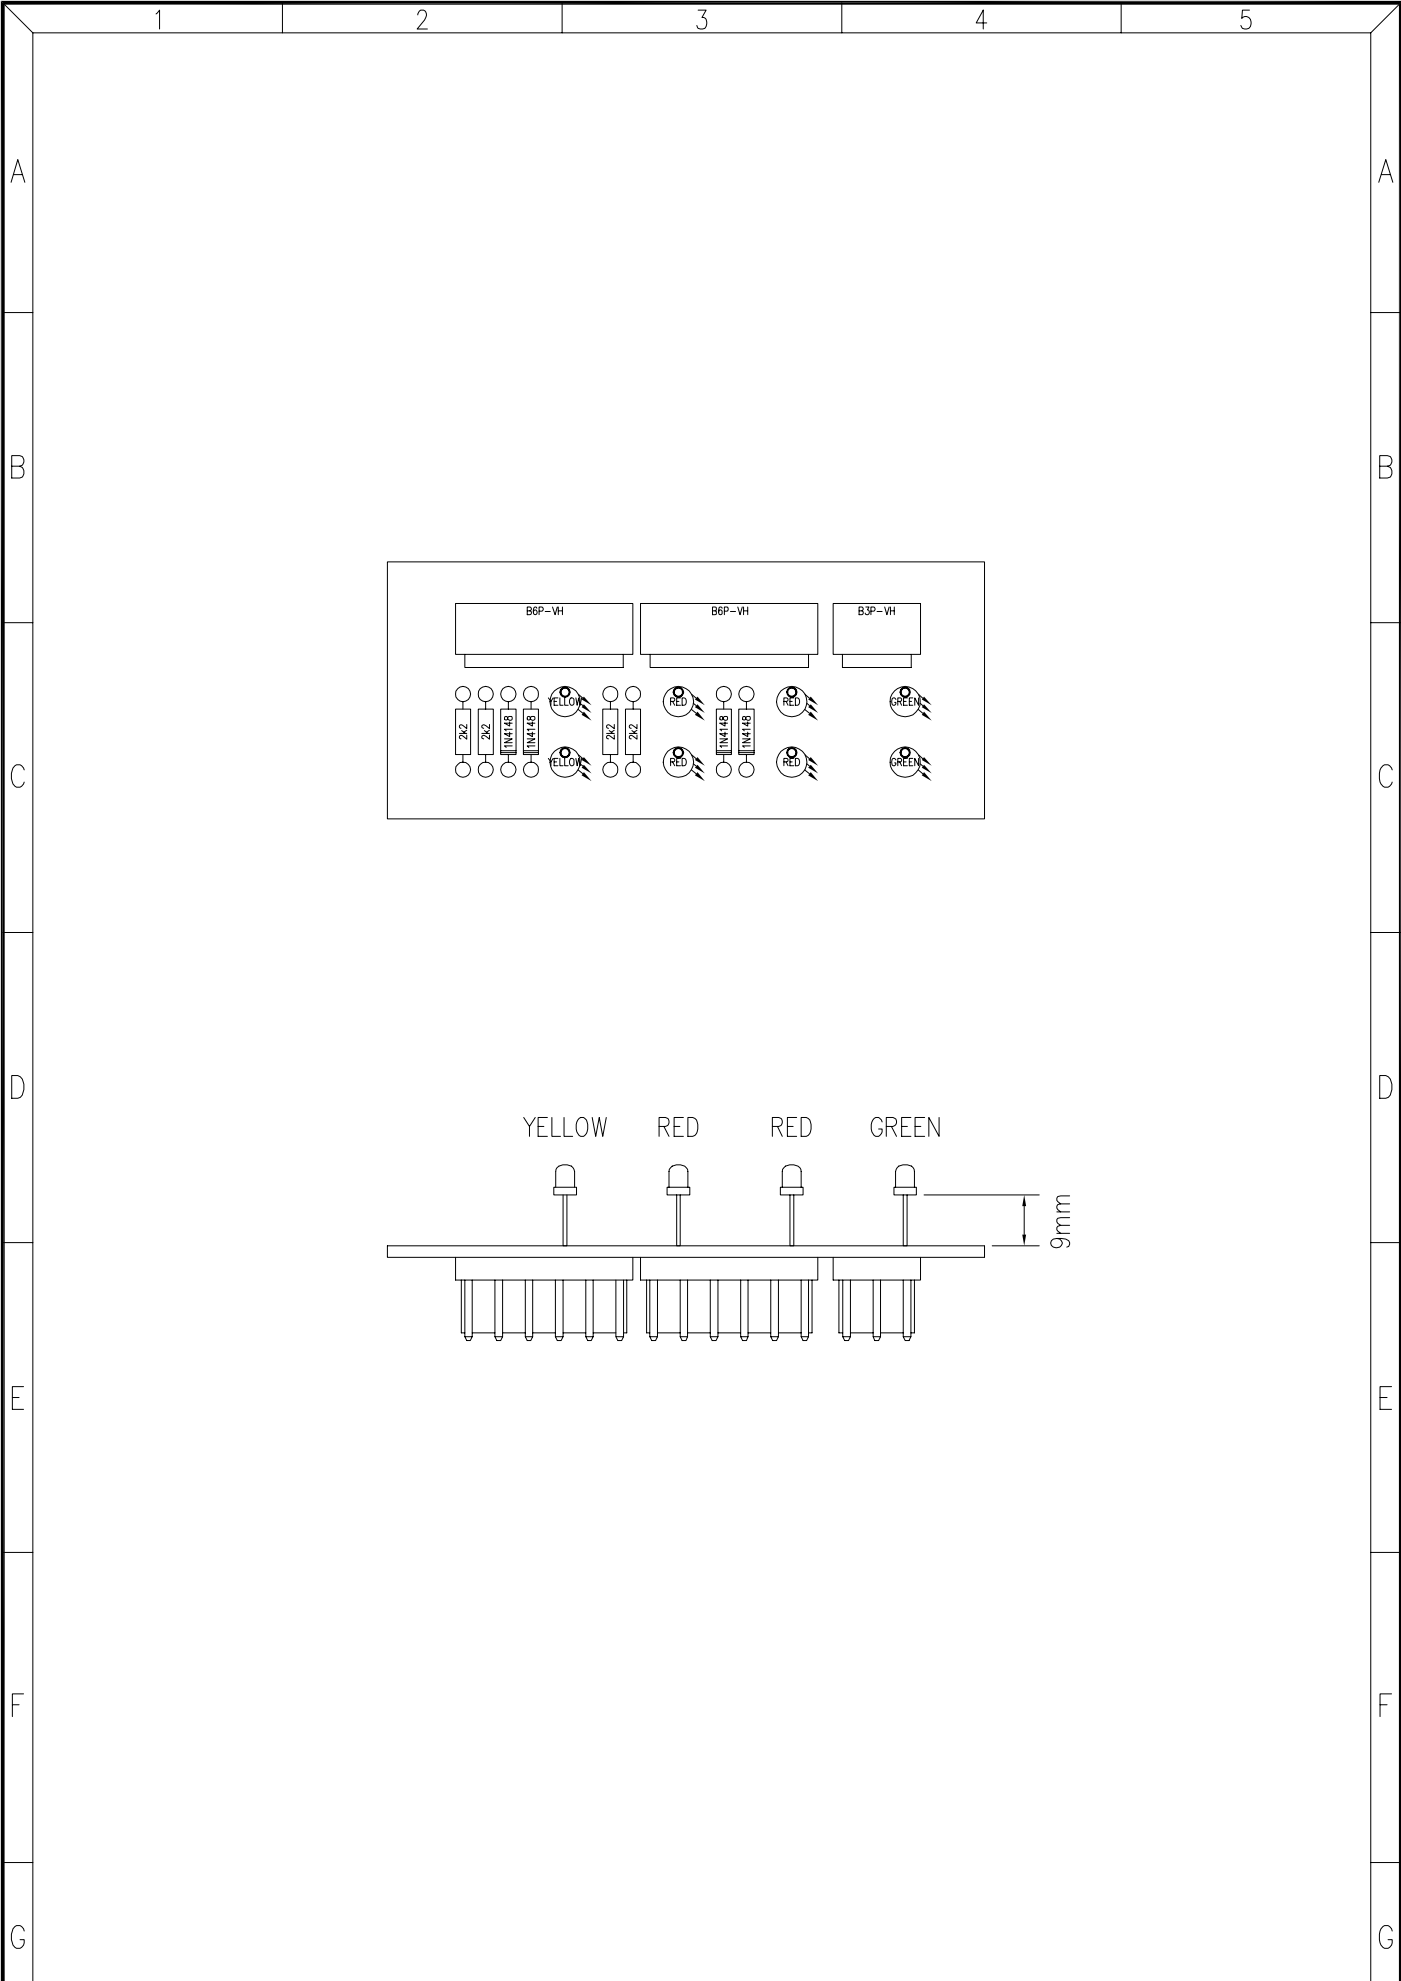 1 2 3 4 5
A A
B B
B6P-VH B6P-VH B3P-VH
YELLOW RED RED GREEN
2k2 2k2 1N4148 1N4148 2k2 2k2 1N4148 1N4148
YELLOW RED RED GREEN
C C
D D
YELLOW RED RED GREEN
9mm
E E
F F
G G